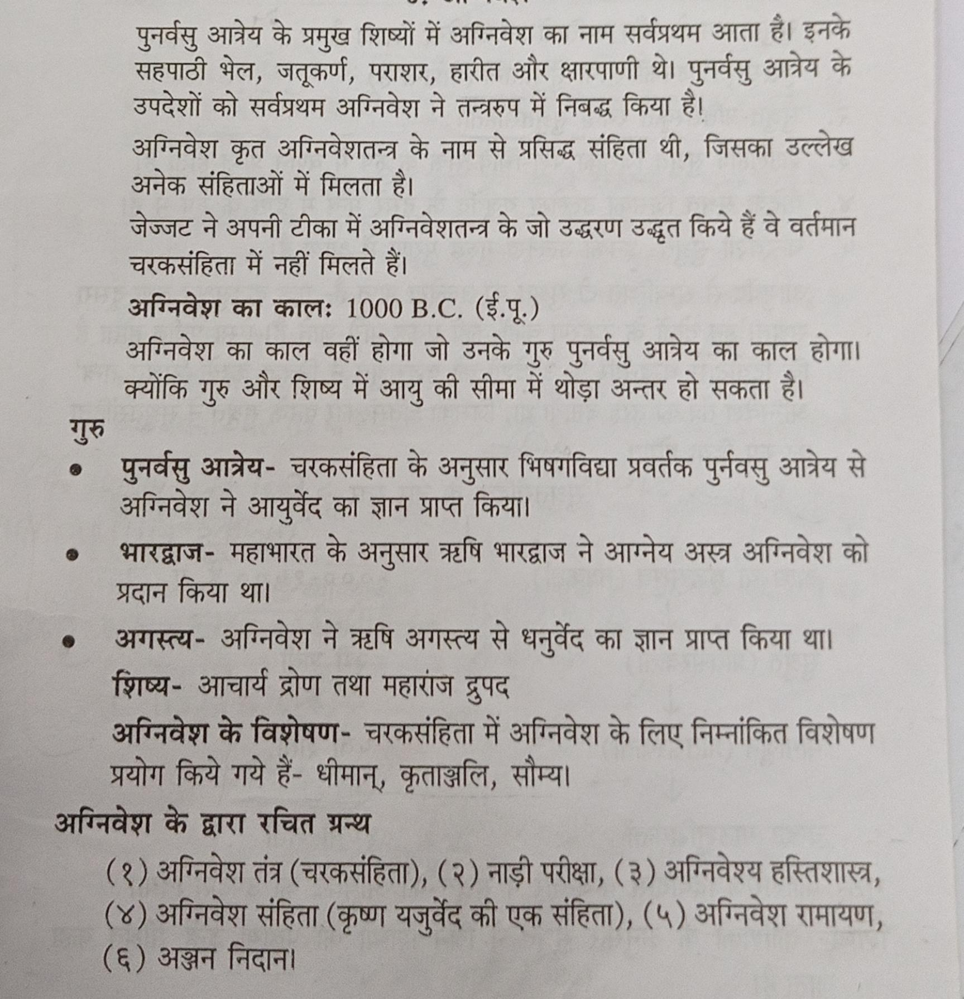 पुनर्वसु आत्रेय के प्रमुख शिष्यों में अग्निवेश का नाम सर्वप्रथम आता है। इनके
सहपाठी भेल, जतूकर्ण, पराशर, हारीत और क्षारपाणी थे। पुनर्वसु आत्रेय के
उपदेशों को सर्वप्रथम अग्निवेश ने तन्त्ररुप में निबद्ध किया है।
अग्निवेश कृत अग्निवेशतन्त्र के नाम से प्रसिद्ध संहिता थी, जिसका उल्लेख
अनेक संहिताओं में मिलता है।
जेज्जट ने अपनी टीका में अग्निवेशतन्त्र के जो उद्धरण उद्धृत किये हैं वे वर्तमान
चरकसंहिता में नहीं मिलते हैं।
अग्निवेश का काल: 1000 B.C. (ई.पू.)
अग्निवेश का काल वहीं होगा जो उनके गुरु पुनर्वसु आत्रेय का काल होगा।
क्योंकि गुरु और शिष्य में आयु की सीमा में थोड़ा अन्तर हो सकता है।
गुरु
● पुनर्वसु आत्रेय- चरकसंहिता के अनुसार भिषगविद्या प्रवर्तक पुर्नवसु आत्रेय से
अग्निवेश ने आयुर्वेद का ज्ञान प्राप्त किया।
● भारद्वाज- महाभारत के अनुसार ऋषि भारद्वाज ने आग्नेय अस्त्र अग्निवेश को
प्रदान किया था।
● अगस्त्य- अग्निवेश ने ऋषि अगस्त्य से धनुर्वेद का ज्ञान प्राप्त किया था।
शिष्य- आचार्य द्रोण तथा महारांज द्रुपद
अग्निवेश के विशेषण- चरकसंहिता में अग्निवेश के लिए निम्नांकित विशेषण
प्रयोग किये गये हैं- धीमान्, कृताञ्जलि, सौम्य।
अग्निवेश के द्वारा रचित ग्रन्थ
(१) अग्निवेश तंत्र (चरकसंहिता), (२) नाड़ी परीक्षा, (३) अग्निवेश्य हस्तिशास्त्र,
(४) अग्निवेश संहिता (कृष्ण यजुर्वेद की एक संहिता), (५) अग्निवेश रामायण,
(६) अञ्जन निदान।